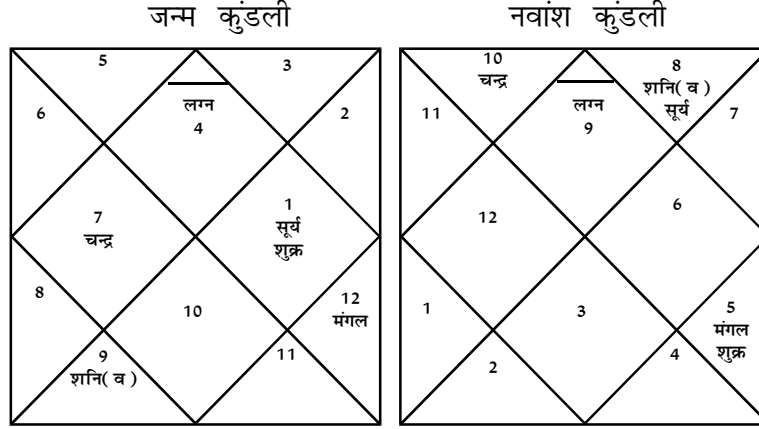 जन्म कुंडली
5
3
लग्न
4
6
2
7
चन्द्र
1
सूर्य
शुक्र
8
10
12
मंगल
9
शनि( व )
11
नवांश कुंडली
10
चन्द्र
8
शनि( व )
सूर्य
लग्न
9
11
7
12
6
1
3
5
मंगल
शुक्र
2
4